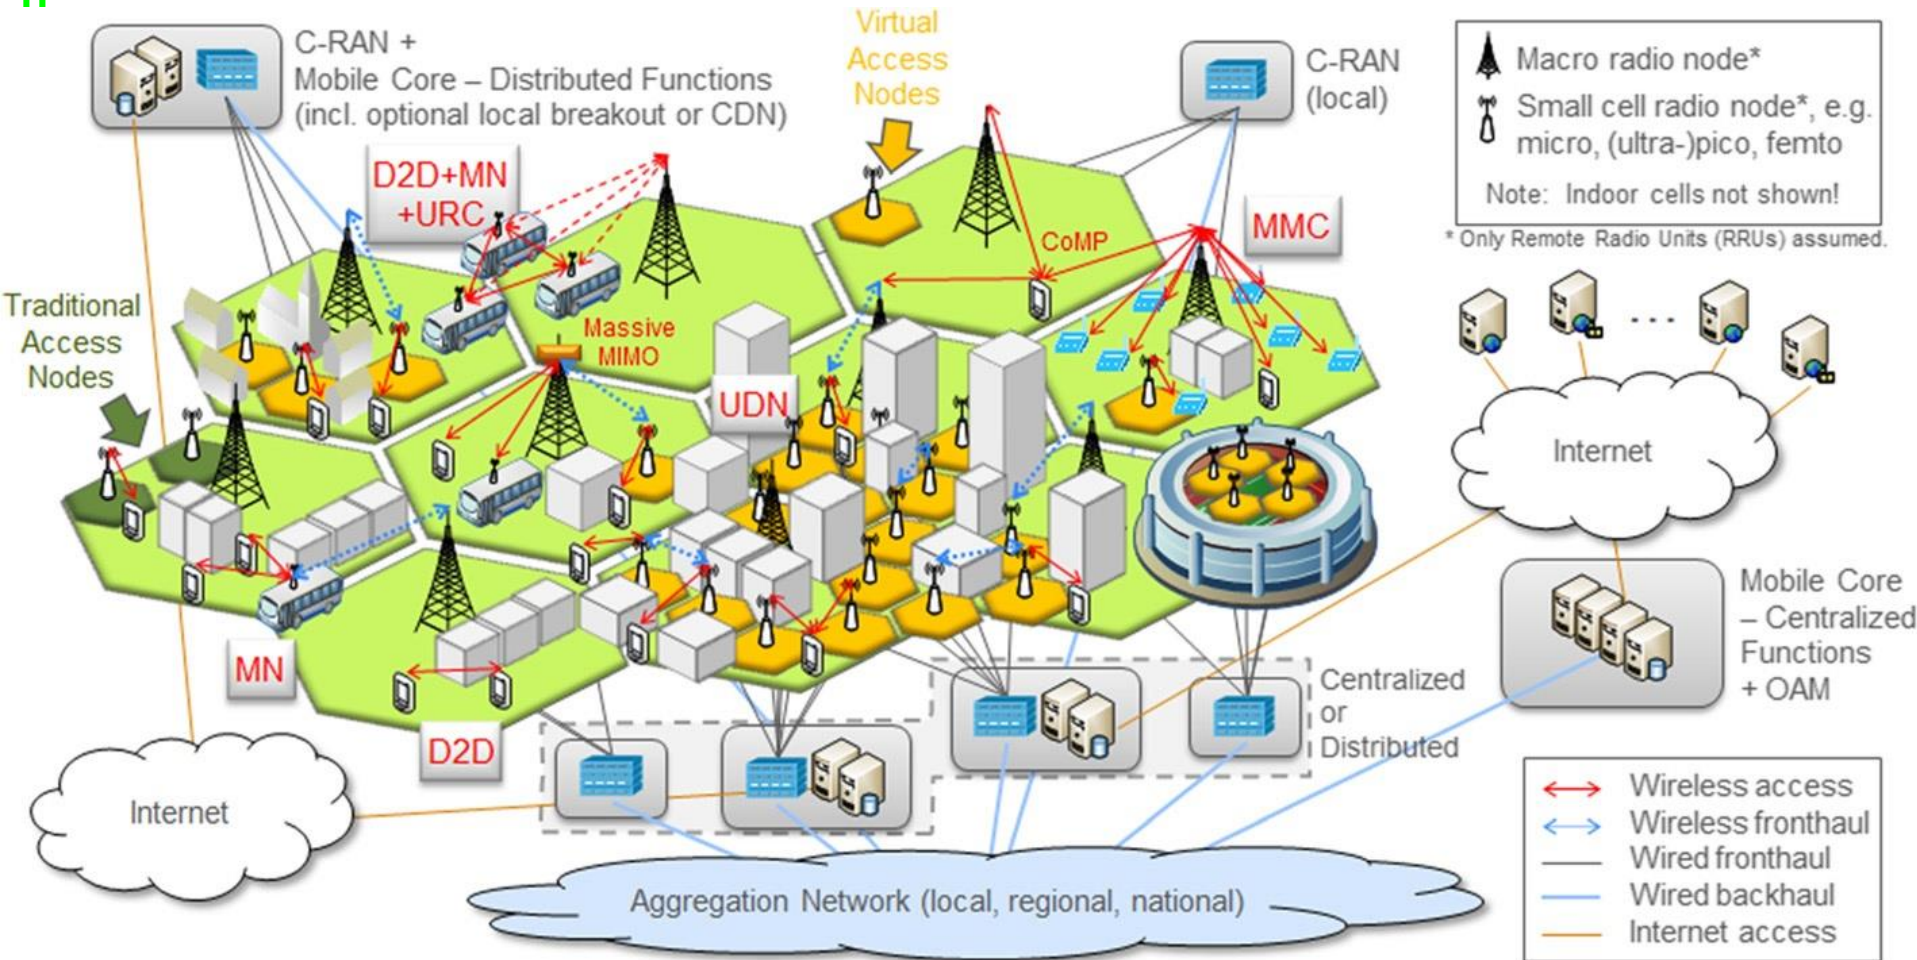 C-RAN +
Mobile Core – Distributed Functions
(incl. optional local breakout or CDN)
Virtual
Access
Nodes
C-RAN
(local)
Macro radio node*
Small cell radio node*, e.g.
micro, (ultra-)pico, femto
Note: Indoor cells not shown!
* Only Remote Radio Units (RRUs) assumed.
D2D+MN
+URC
CoMP
MMC
Traditional
Access
Nodes
Massive
MIMO
UDN
Internet
Mobile Core
– Centralized
Functions
+ OAM
MN
D2D
Centralized
or
Distributed
Internet
Aggregation Network (local, regional, national)
Wireless access
Wireless fronthaul
Wired fronthaul
Wired backhaul
Internet access